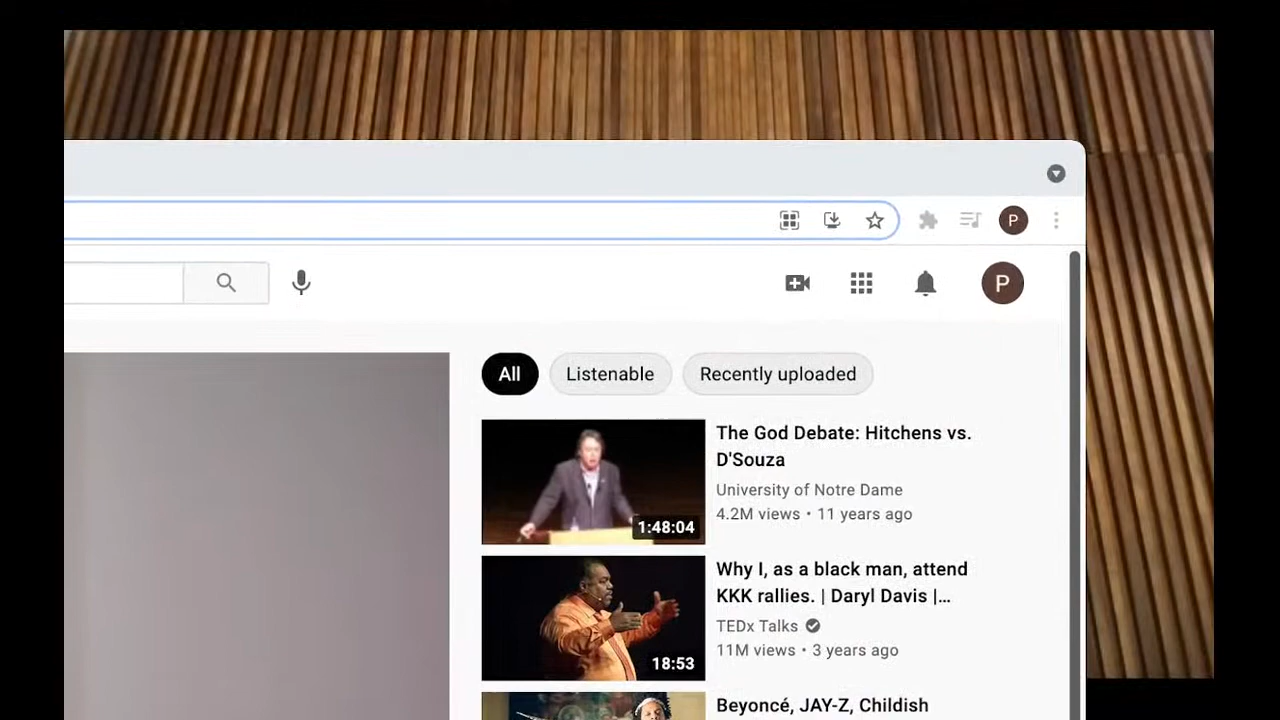 P
P
All
Listenable
Recently uploaded
The God Debate: Hitchens vs.
D'Souza
University of Notre Dame
4.2M views • 11 years ago
1:48:04
Why I, as a black man, attend
KKK rallies. | Daryl Davis |...
TEDx Talks
11M views • 3 years ago
18:53
Beyoncé, JAY-Z, Childish